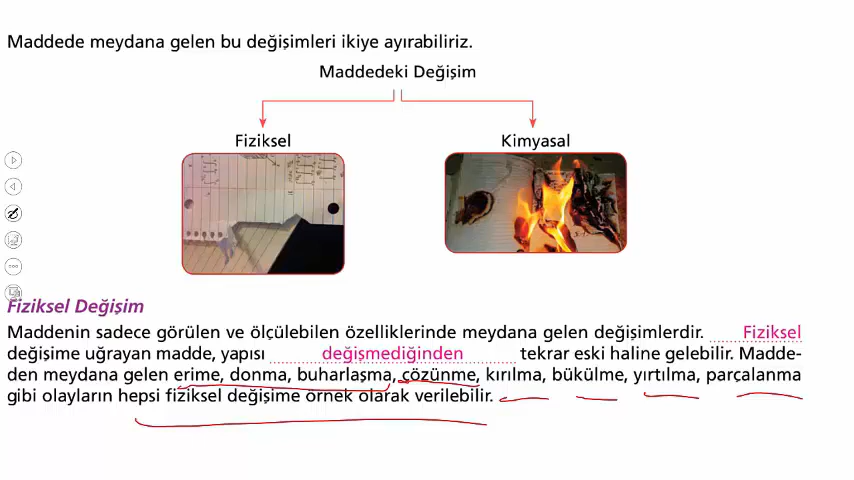 Maddede meydana gelen bu değişimleri ikiye ayırabiliriz.
Maddedeki Değişim
Fiziksel
Kimyasal
Fiziksel Değişim
Maddenin sadece görülen ve ölçülebilen özelliklerinde meydana gelen değişimlerdir. Fiziksel
değişime uğrayan madde, yapısı değişmediğinden tekrar eski haline gelebilir. Madde-
den meydana gelen erime, donma, buharlaşma, çözünme, kırılma, bükülme, yırtılma, parçalanma
gibi olayların hepsi fiziksel değişime örnek olarak verilebilir.